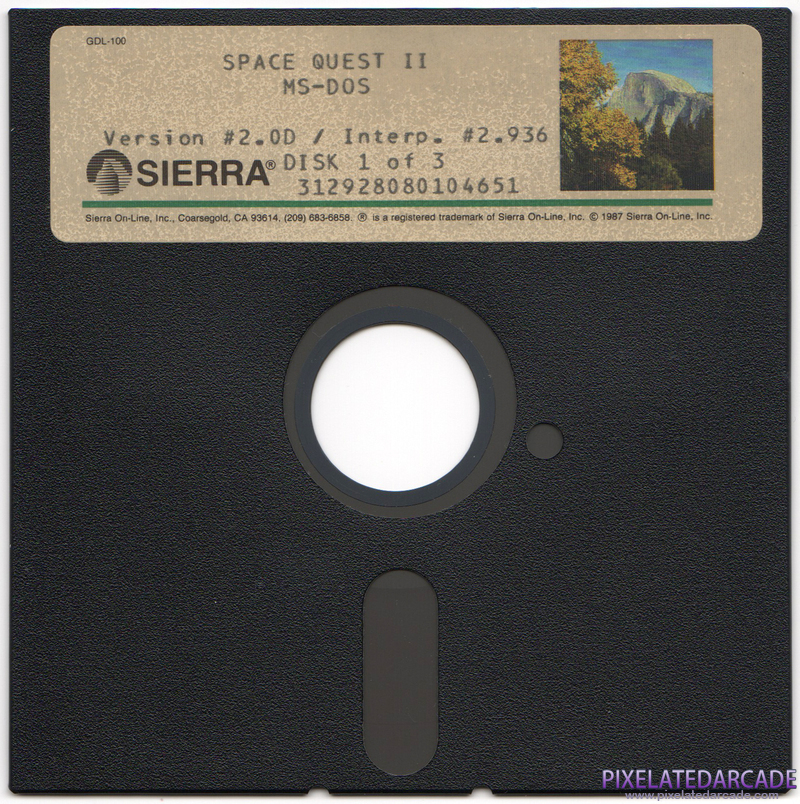 GDL-100
SPACE QUEST II
MS-DOS
Version #2.0D / Interp. #2.936
SIERRA® DISK 1 of 3
312928080104651
Sierra On-Line, Inc., Coarsegold, CA 93614, (209) 683-6858. ® is a registered trademark of Sierra On-Line, Inc. © 1987 Sierra On-Line, Inc.
PIXELATEDARCADE
www.pixelatedarcade.com